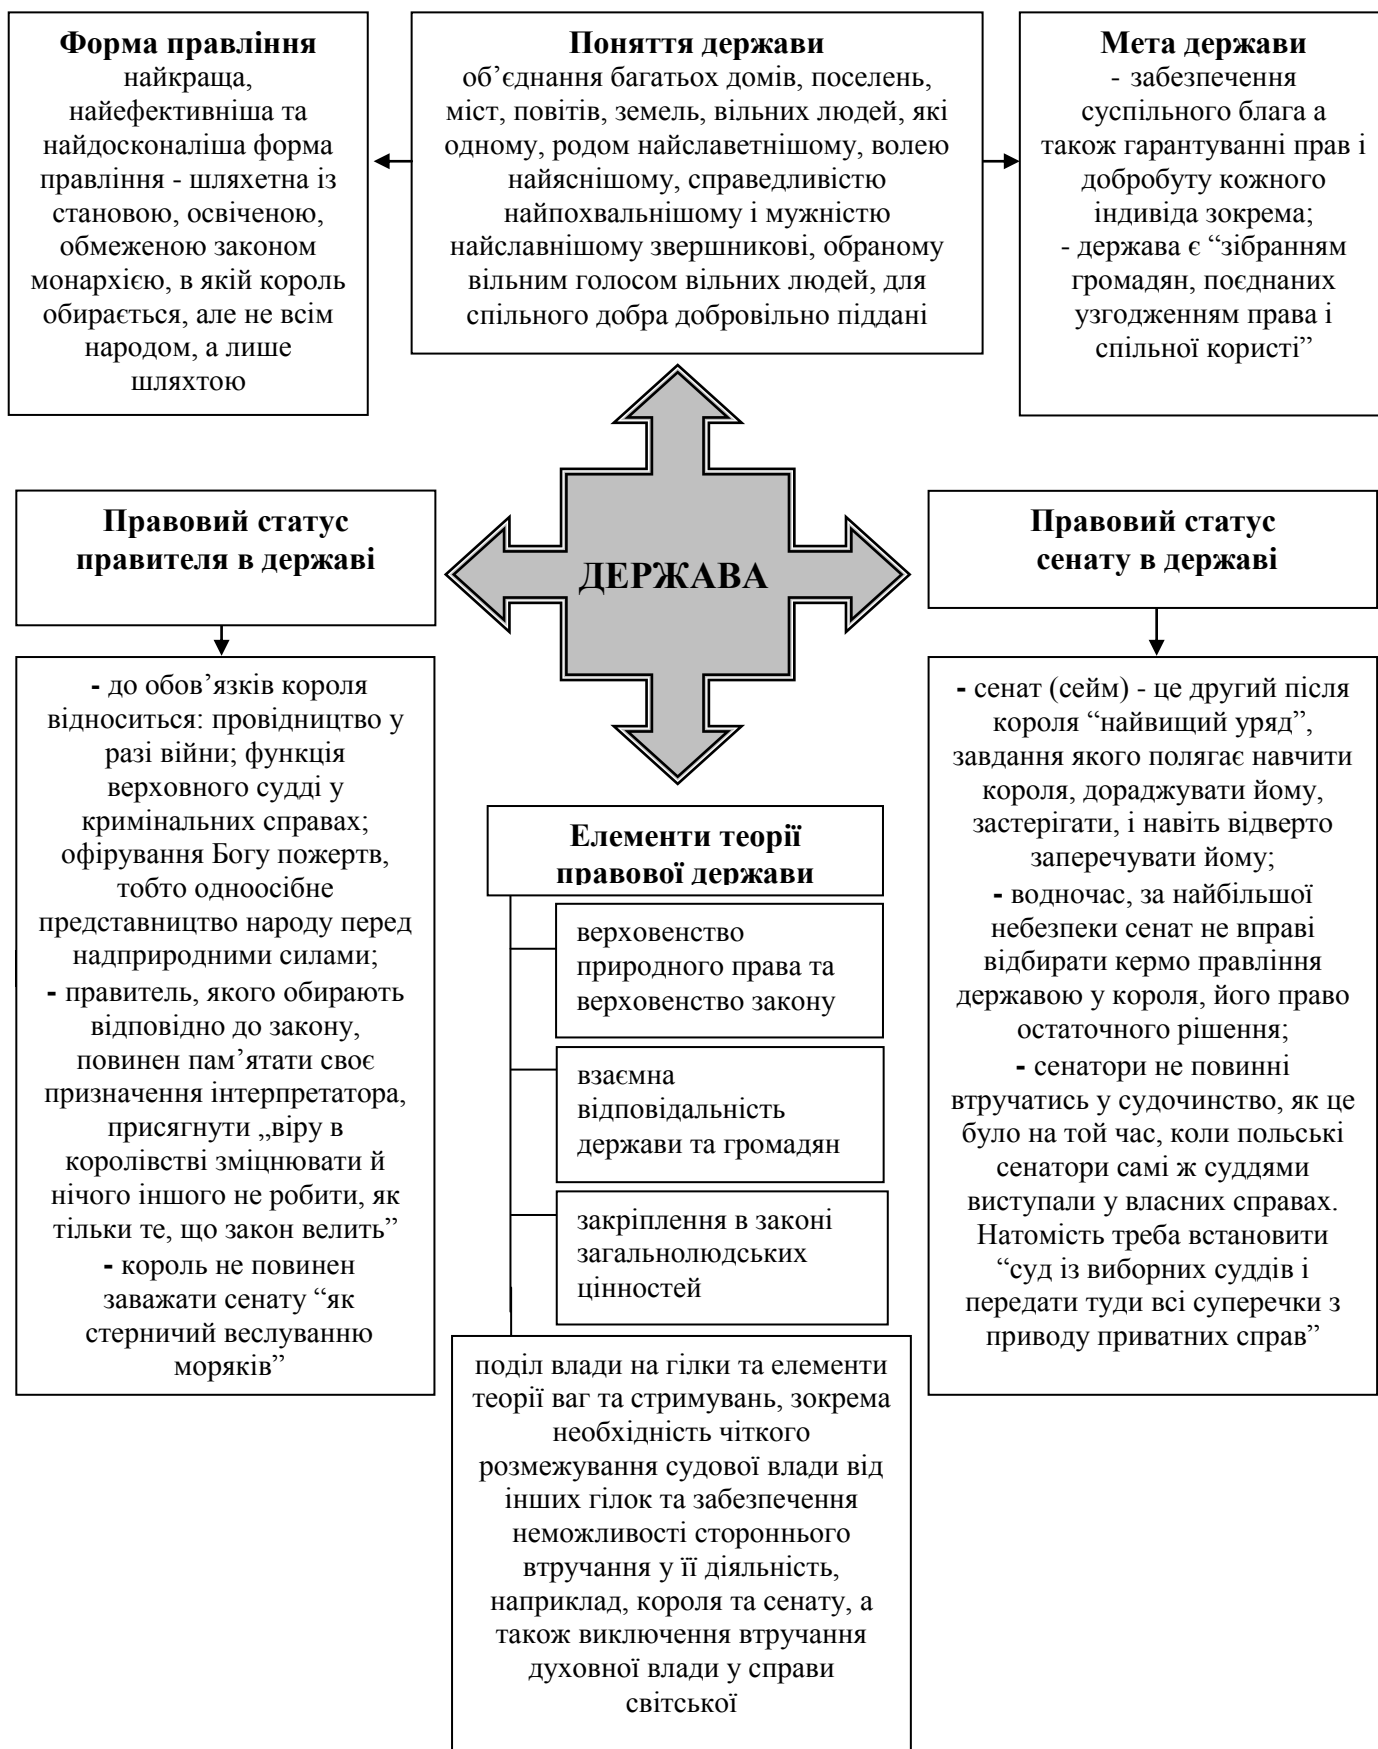 Форма правління
найкраща,
найефективніша та
найдосконаліша форма
правління - шляхетна із
становою, освіченою,
обмеженою законом
монархією, в якій король
обирається, але не всім
народом, а лише
шляхтою
Поняття держави
об’єднання багатьох домів, поселень,
міст, повітів, земель, вільних людей, які
одному, родом найславетнішому, волею
найяснішому, справедливістю
найпохвальнішому і мужністю
найславнішому звершникові, обраному
вільним голосом вільних людей, для
спільного добра добровільно піддані
Мета держави
- забезпечення
суспільного блага а
також гарантуванні прав і
добробуту кожного
індивіда зокрема;
- держава є “зібранням
громадян, поєднаних
узгодженням права і
спільної користі”
ДЕРЖАВА
Правовий статус
правителя в державі
- до обов’язків короля
відноситься: провідництво у
разі війни; функція
верховного судді у
кримінальних справах;
офірування Богу пожертв,
тобто одноосібне
представництво народу перед
надприродними силами;
- правитель, якого обирають
відповідно до закону,
повинен пам’ятати своє
призначення інтерпретатора,
присягнути „віру в
королівстві зміцнювати й
нічого іншого не робити, як
тільки те, що закон велить”
- король не повинен
заважати сенату “як
стерничий веслуванню
моряків”
Елементи теорії
правової держави
верховенство
природного права та
верховенство закону
взаємна
відповідальність
держави та громадян
закріплення в законі
загальнолюдських
цінностей
поділ влади на гілки та елементи
теорії ваг та стримувань, зокрема
необхідність чіткого
розмежування судової влади від
інших гілок та забезпечення
неможливості стороннього
втручання у її діяльність,
наприклад, короля та сенату, а
також виключення втручання
духовної влади у справи
світської
Правовий статус
сенату в державі
- сенат (сейм) - це другий після
короля “найвищий уряд”,
завдання якого полягає навчити
короля, дораджувати йому,
застерігати, і навіть відверто
заперечувати йому;
- водночас, за найбільшої
небезпеки сенат не вправі
відбирати кермо правління
державою у короля, його право
остаточного рішення;
- сенатори не повинні
втручатись у судочинство, як це
було на той час, коли польські
сенатори самі ж суддями
виступали у власних справах.
Натомість треба встановити
“суд із виборних суддів і
передати туди всі суперечки з
приводу приватних справ”